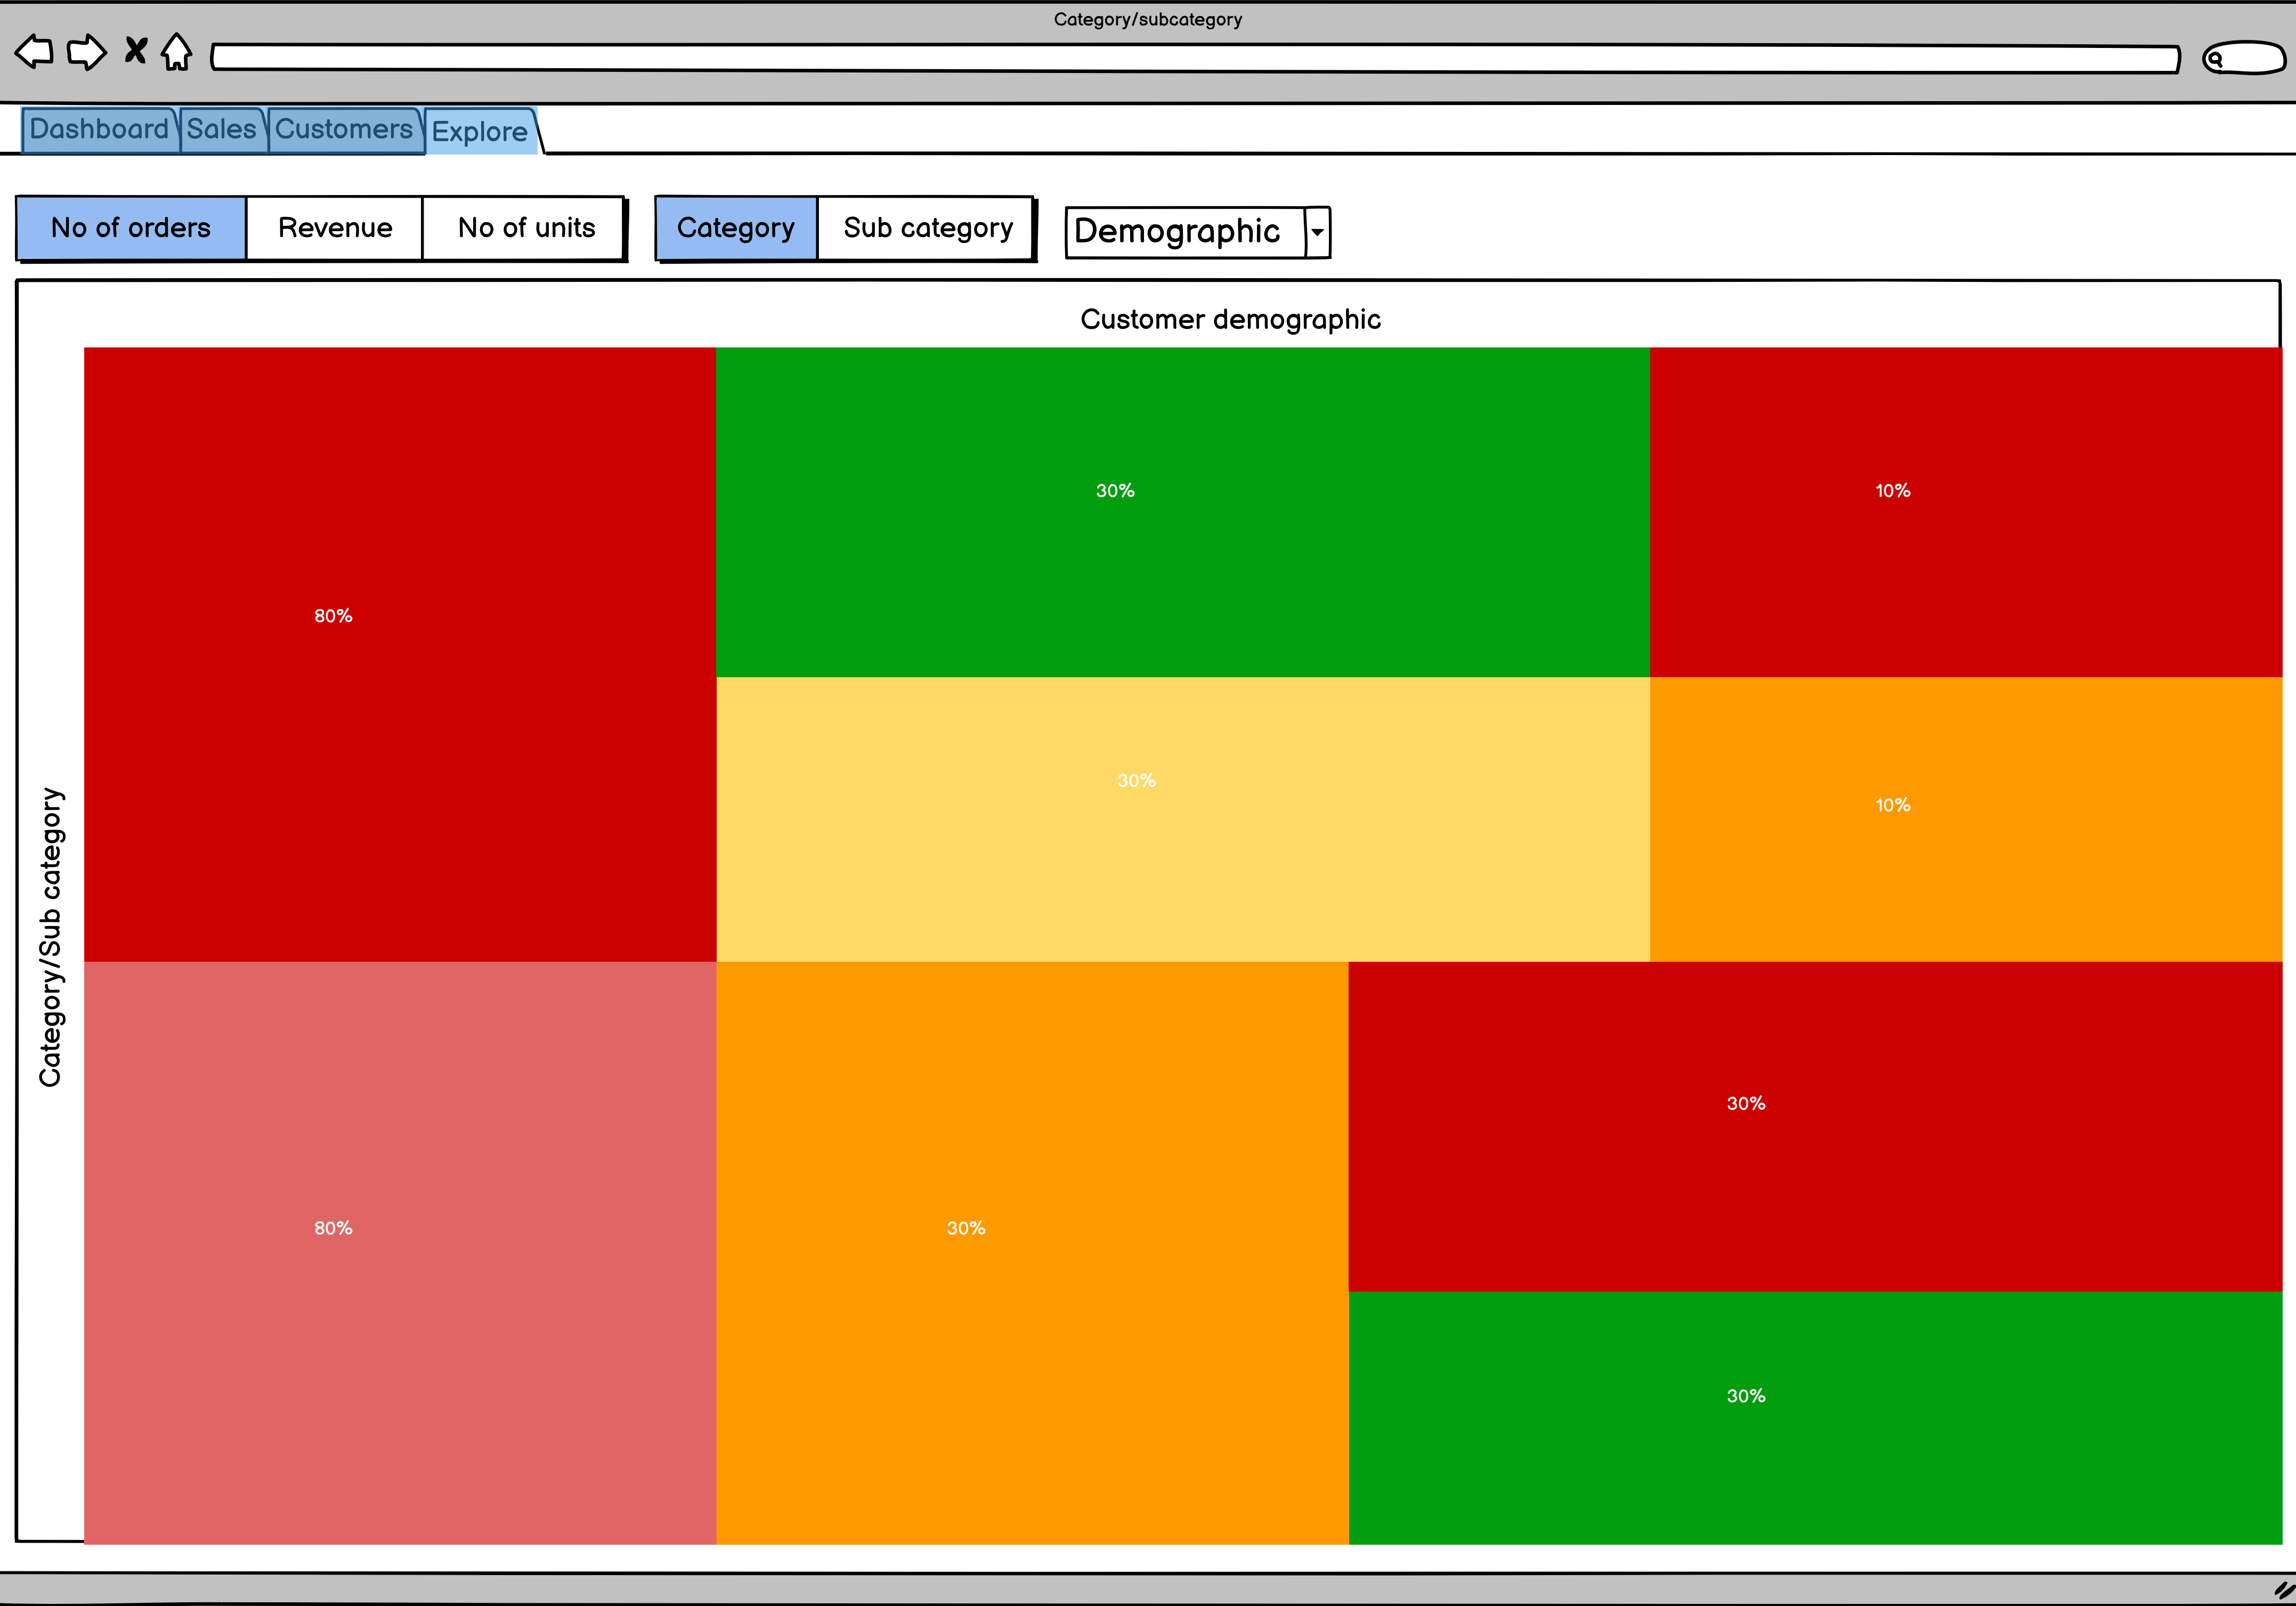 Category/subcategory
Dashboard Sales Customers Explore
No of orders Revenue No of units Category Sub category Demographic
Customer demographic
Category/Sub category
30% 10%
80%
30% 10%
30%
80% 30%
30%